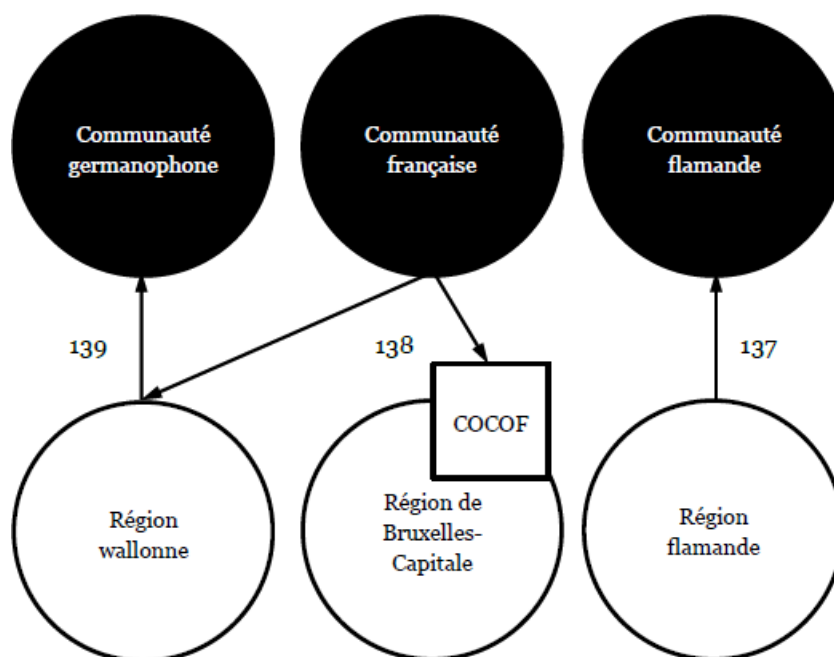 Communauté
germanophone
Communauté
française
Communauté
flamande
139
138
137
COCOF
Région
wallonne
Région de
Bruxelles-
Capitale
Région
flamande